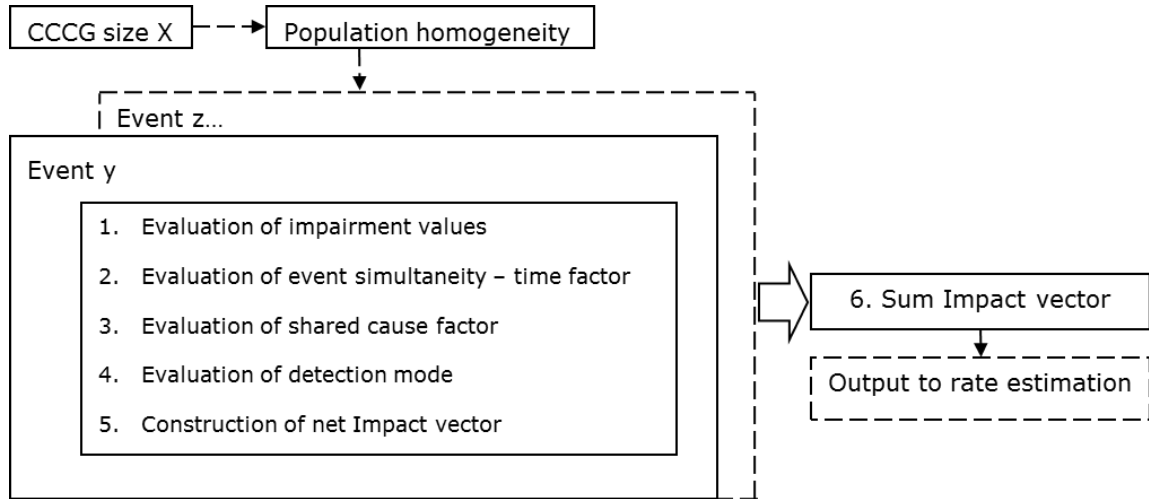 CCCG size X
Population homogeneity
Event z...
Event y
1. Evaluation of impairment values
2. Evaluation of event simultaneity – time factor
3. Evaluation of shared cause factor
4. Evaluation of detection mode
5. Construction of net Impact vector
6. Sum Impact vector
Output to rate estimation